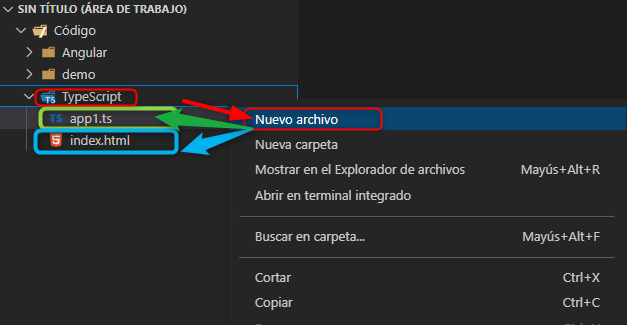 SIN TÍTULO (ÁREA DE TRABAJO)
Código
Angular
demo
TS TypeScript
TS app1.ts
index.html
Nuevo archivo
Nueva carpeta
Mostrar en el Explorador de archivos Mayús+Alt+R
Abrir en terminal integrado
Buscar en carpeta... Mayús+Alt+F
Cortar Ctrl+X
Copiar Ctrl+C